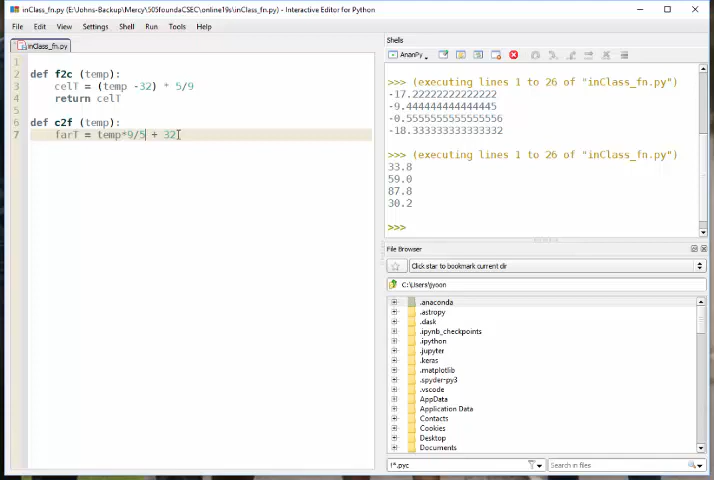 inClass_fn.py (E:\Johns-Backup\Mercy\505foundaCSEC\online19s\inClass_fn.py) - Interactive Editor for Python
File Edit View Settings Shell Run Tools Help
inClass_fn.py
1
2 def f2c (temp):
3 celT = (temp -32) * 5/9
4 return celT
5
6 def c2f (temp):
7 farT = temp*9/5 + 32
Shells
AnanPy
>>> (executing lines 1 to 26 of "inClass_fn.py")
-17.22222222222222
-9.444444444444445
-0.5555555555555556
-18.333333333333332
>>> (executing lines 1 to 26 of "inClass_fn.py")
33.8
59.0
87.8
30.2
>>>
File Browser
Click star to bookmark current dir
C:\Users\jyoon
.anaconda
.astropy
.dask
.ipynb_checkpoints
.ipython
.jupyter
.keras
.matplotlib
.spyder-py3
.vscode
AppData
Application Data
Contacts
Cookies
Desktop
Documents
!*.pyc
Search in files